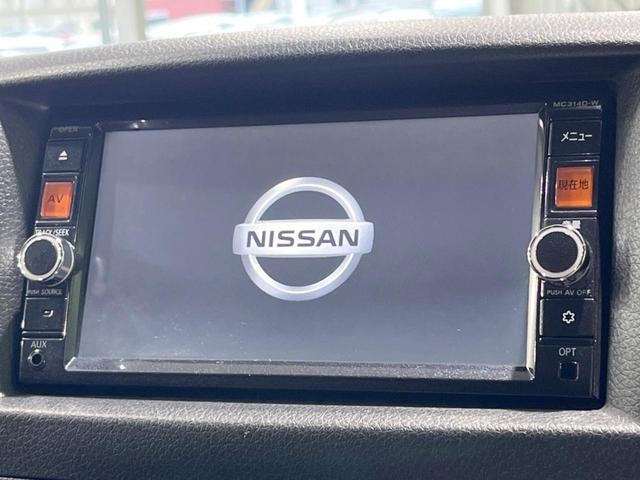 MC314D-W
OPEN
メニュー
AV
現在地
TRACK/SEEK
NISSAN
PUSH SOURCE
PUSH AV OFF
AUX
OPT